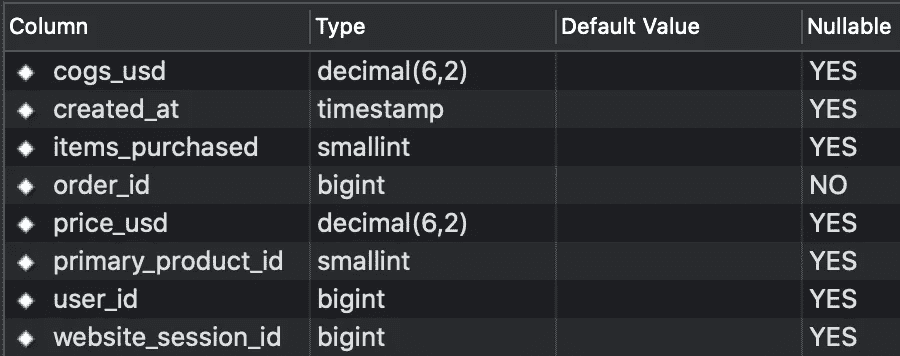 Column Type Default Value Nullable
cogs_usd decimal(6,2) YES
created_at timestamp YES
items_purchased smallint YES
order_id bigint NO
price_usd decimal(6,2) YES
primary_product_id smallint YES
user_id bigint YES
website_session_id bigint YES